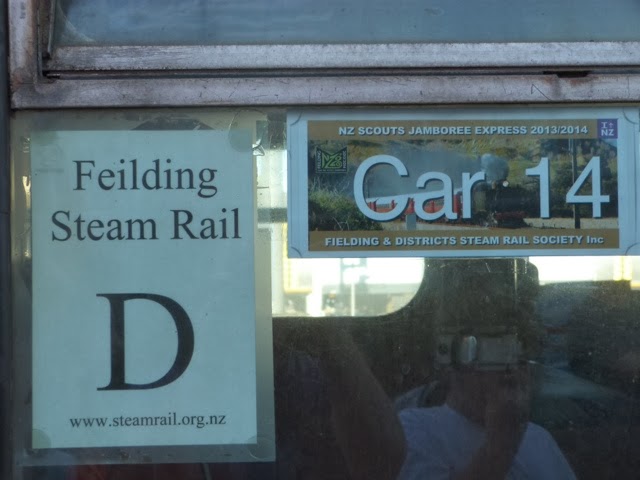 Feilding
Steam Rail
D
www.steamrail.org.nz
NZ SCOUTS JAMBOREE EXPRESS 2013/2014
Car 14
FIELDING & DISTRICTS STEAM RAIL SOCIETY Inc